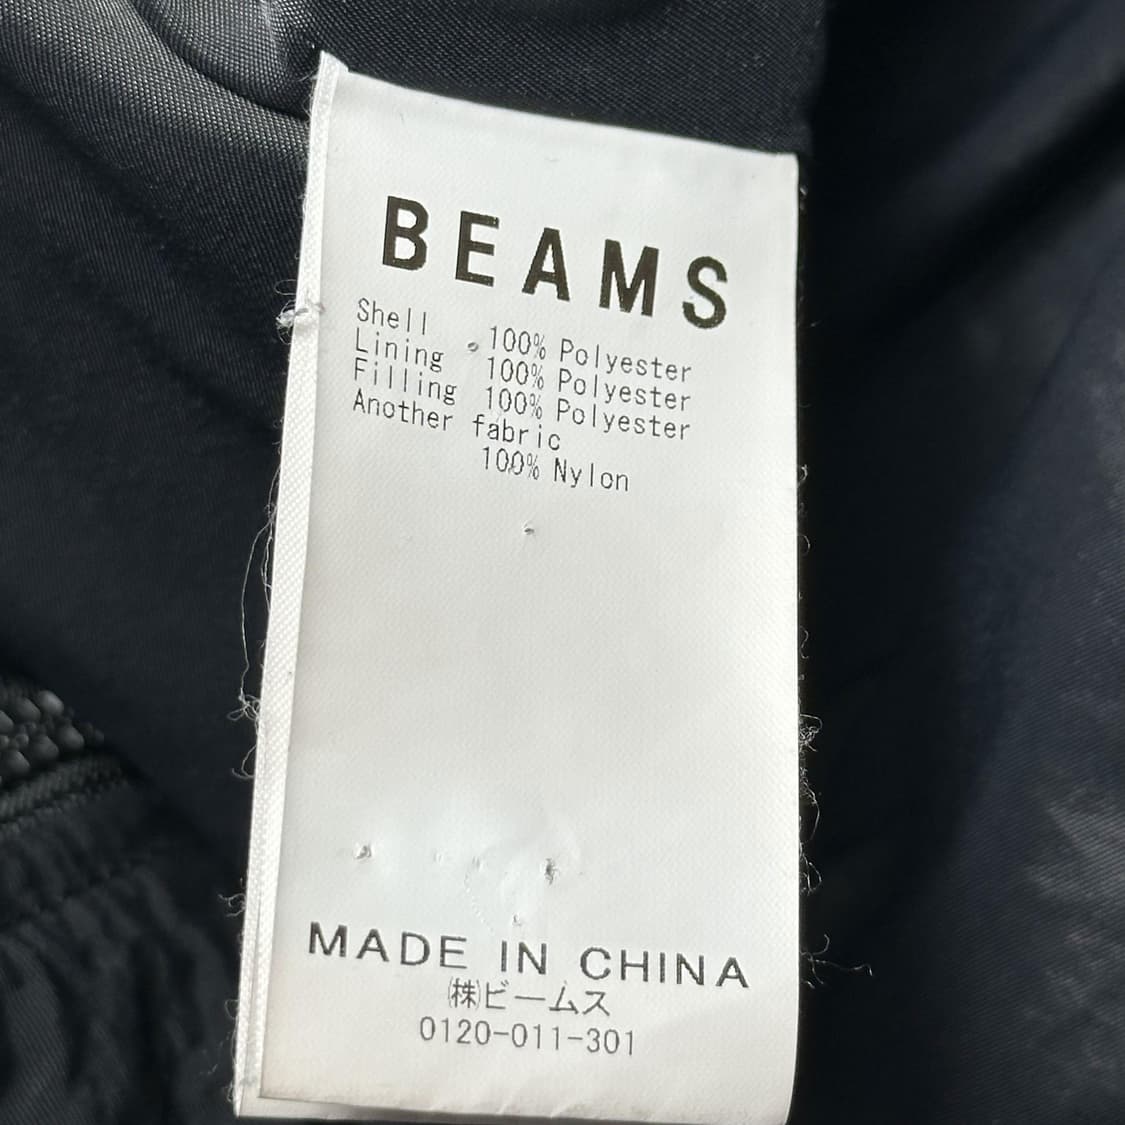 BEAMS
Shell 100% Polyester
Lining 100% Polyester
Filling 100% Polyester
Another fabric
100% Nylon
MADE IN CHINA
㈱ビームス
0120-011-301